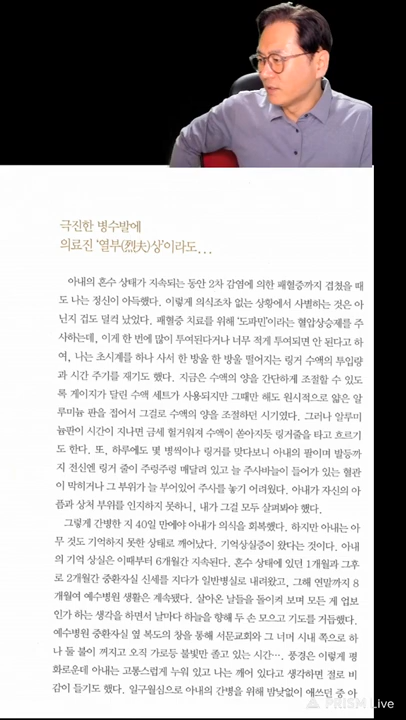 극진한 병수발에
의료진 '열부(烈夫)상'이라도...
아내의 혼수 상태가 지속되는 동안 2차 감염에 의한 패혈증까지 겹쳤을 때
도 나는 정신이 아득했다. 이렇게 의식조차 없는 상황에서 사별하는 것은 아
닌지 겁도 덜컥 났었다. 패혈증 치료를 위해 '도파민'이라는 혈압상승제를 주
사하는데, 이게 한 번에 많이 투여된다거나 너무 적게 투여되면 안 된다고 하
여, 나는 초시계를 하나 사서 한 방울 한 방울 떨어지는 링거 수액의 투입량
과 시간 주기를 재기도 했다. 지금은 수액의 양을 간단하게 조절할 수 있도
록 게이지가 달린 수액 세트가 사용되지만 그때만 해도 원시적으로 얇은 알
루미늄 판을 접어서 그걸로 수액의 양을 조절하던 시기였다. 그러나 알루미
늄판이 시간이 지나면 금세 헐거워져 수액이 쏟아지듯 링거줄을 타고 흐르기
도 한다. 또, 하루에도 몇 병씩이나 링거를 맞다보니 아내의 팔이며 발등까
지 전신엔 링거 줄이 주렁주렁 매달려 있고 늘 주사바늘이 들어가 있는 혈관
이 막히거나 그 부위가 늘 부어있어 주사를 놓기 어려웠다. 아내가 자신의 아
픔과 상처 부위를 인지하지 못하니, 내가 그걸 모두 살펴봐야 했다.
그렇게 간병한 지 40일 만에야 아내가 의식을 회복했다. 하지만 아내는 아
무 것도 기억하지 못한 상태로 깨어났다. 기억상실증이 왔다는 것이다. 아내
의 기억 상실은 이때부터 6개월간 지속된다. 혼수 상태에 있던 1개월과 그후
로 2개월간 중환자실 신세를 지다가 일반병실로 내려왔고, 그해 연말까지 8
개월여 예수병원 생활은 계속됐다. 살아온 날들을 돌이켜 보며 모든 게 업보
인가 하는 생각을 하면서 날마다 하늘을 향해 두 손 모으고 기도를 거듭했다.
예수병원 중환자실 옆 복도의 창을 통해 서문교회와 그 너머 시내 쪽으로 하
나 둘 불이 꺼지고 오직 가로등 불빛만 졸고 있는 시간…. 풍경은 이렇게 평
화로운데 아내는 고통스럽게 누워 있고 나는 깨어 있다고 생각하면 절로 비
감이 들기도 했다. 일구월심으로 아내의 간병을 위해 밤낮없이 애쓰던 중 아
PRISM Live